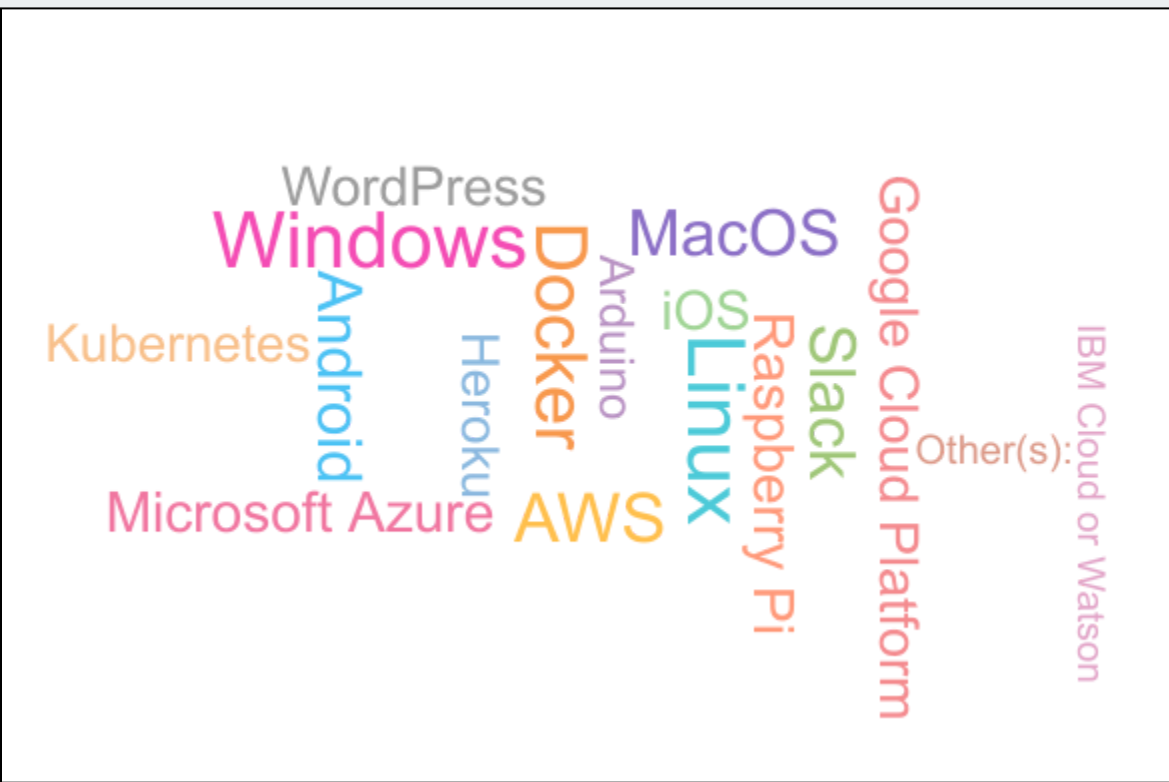 WordPress
Windows
MacOS
Google Cloud Platform
Docker
Arduino
Android
iOS
Kubernetes
Heroku
Linux
Raspberry Pi
Slack
IBM Cloud or Watson
Other(s):
Microsoft Azure
AWS